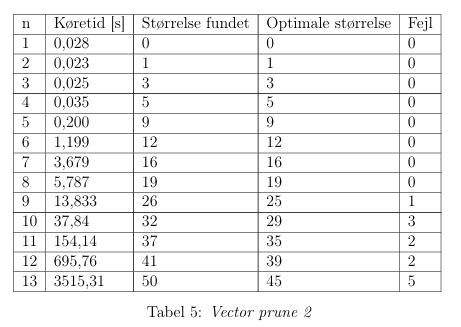 n Køretid [s] Størrelse fundet Optimale størrelse Fejl
1 0,028 0 0 0
2 0,023 1 1 0
3 0,025 3 3 0
4 0,035 5 5 0
5 0,200 9 9 0
6 1,199 12 12 0
7 3,679 16 16 0
8 5,787 19 19 0
9 13,833 26 25 1
10 37,84 32 29 3
11 154,14 37 35 2
12 695,76 41 39 2
13 3515,31 50 45 5
Tabel 5: Vector prune 2